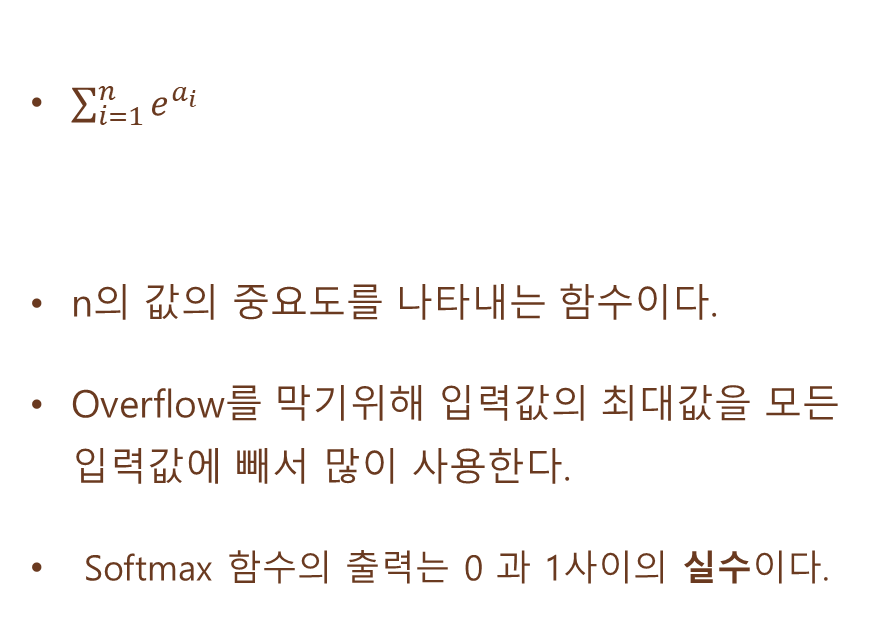 • ∑ⁿᵢ₌₁ e^{a_i}
• n의 값의 중요도를 나타내는 함수이다.
• Overflow를 막기위해 입력값의 최대값을 모든
입력값에 빼서 많이 사용한다.
• Softmax 함수의 출력는 0 과 1사이의 실수이다.